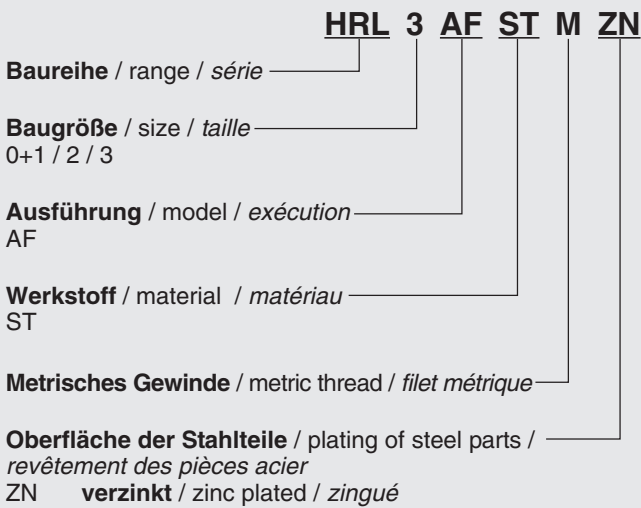 HRL 3 AF ST M ZN
Baureihe / range / série
Baugröße / size / taille
0+1 / 2 / 3
Ausführung / model / exécution
AF
Werkstoff / material / matériau
ST
Metrisches Gewinde / metric thread / filet métrique
Oberfläche der Stahlteile / plating of steel parts /
revêtement des pièces acier
ZN verzinkt / zinc plated / zingué